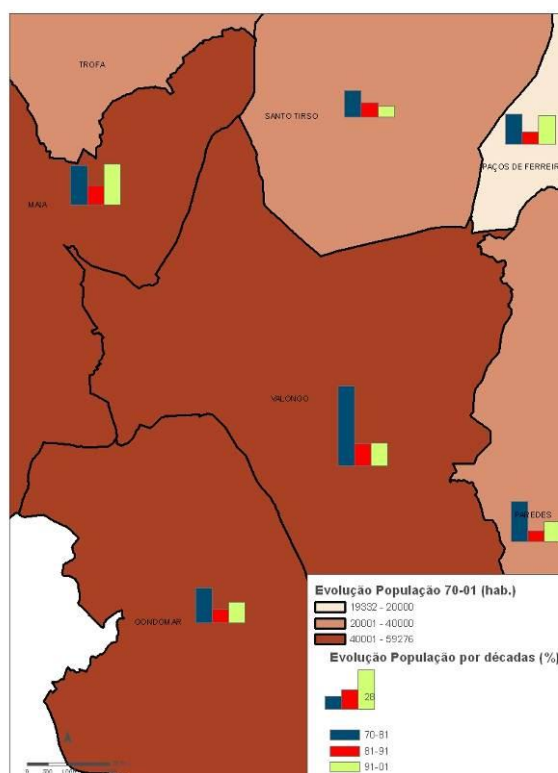 TROFA
SANTO TIRSO
PAÇOS DE FERREIR
MAIA
VALONGO
PAREDES
GONDOMAR
Evolução População 70-01 (hab.)
19332 - 20000
20001 - 40000
40001 - 59276
Evolução População por décadas (%)
28
70-81
81-91
91-01